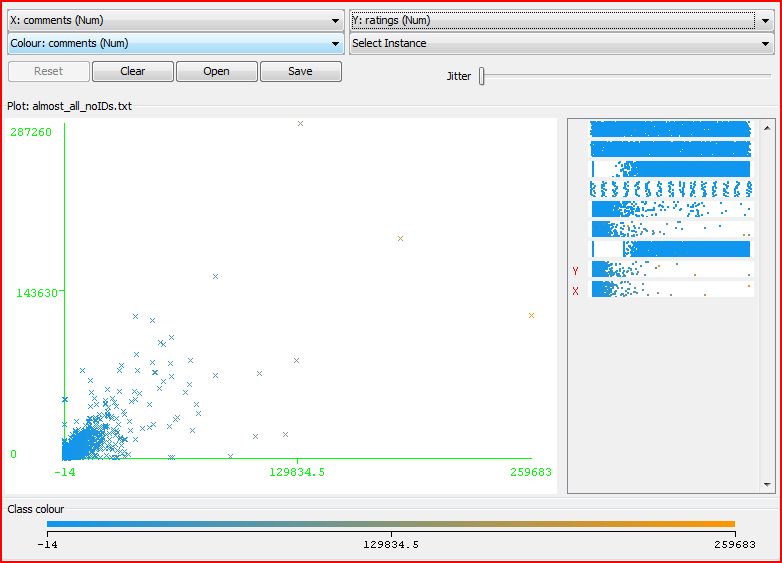 X: comments (Num) Y: ratings (Num)
Colour: comments (Num) Select Instance
Reset Clear Open Save Jitter
Plot: almost_all_noIDs.txt
287260
143630
0
-14 129834.5 259683
Y
X
Class colour
-14 129834.5 259683